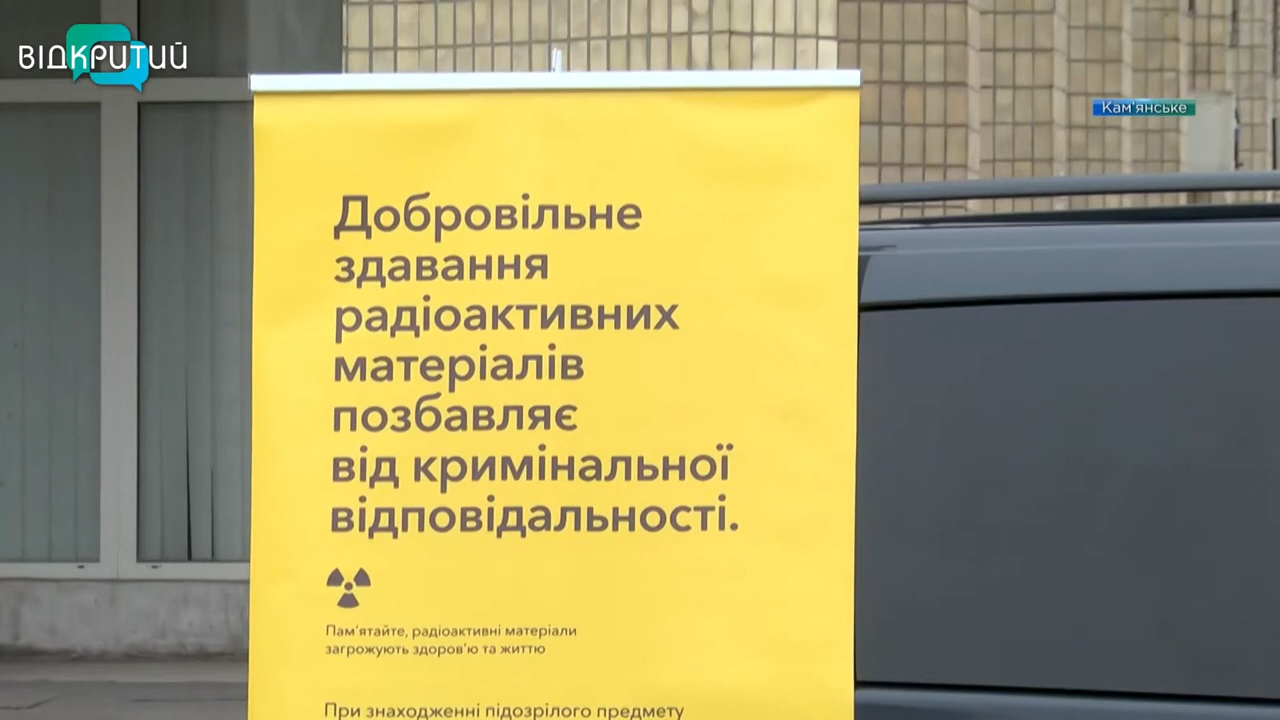 ВІДКРИТИЙ
Кам'янське
Добровільне
здавання
радіоактивних
матеріалів
позбавляє
від кримінальної
відповідальності.
Пам'ятайте, радіоактивні матеріали
загрожують здоров'ю та життю
При знаходженні підозрілого предмету